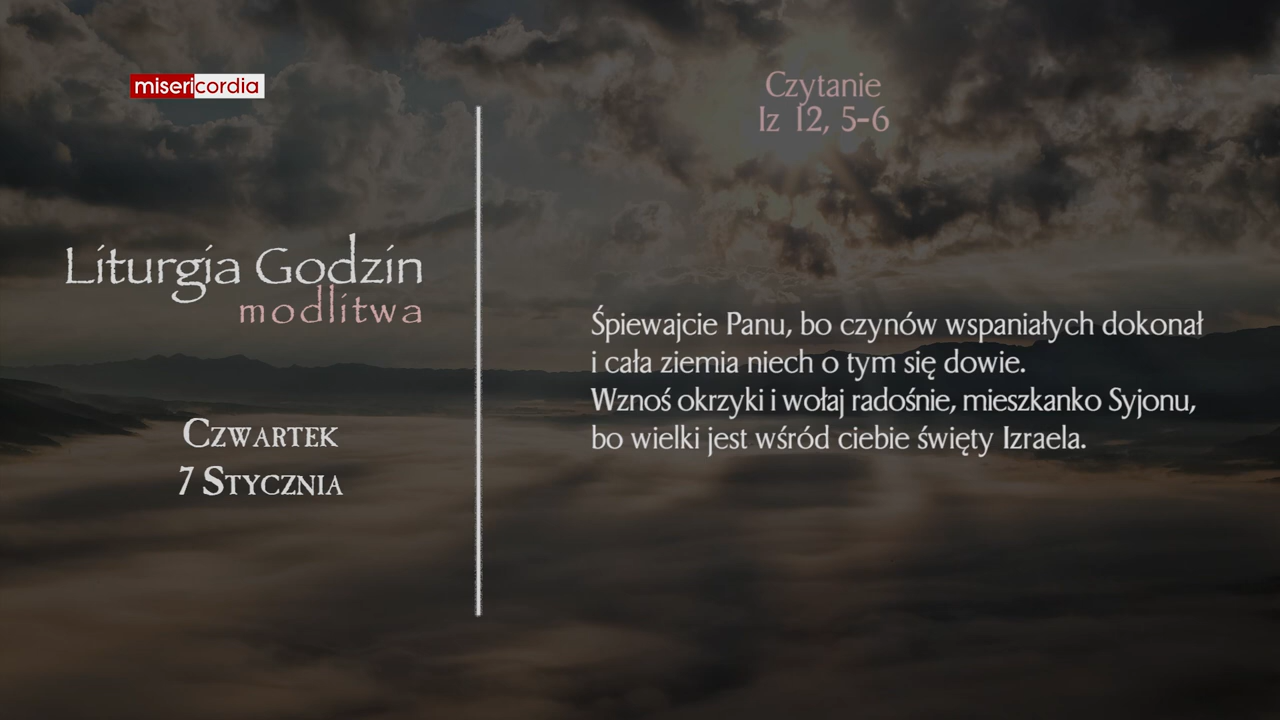 misericordia
Liturgia Godzin
modlitwa
Czwartek
7 Stycznia
Czytanie
Iz 12, 5-6
Śpiewajcie Panu, bo czynów wspaniałych dokonał
i cała ziemia niech o tym się dowie.
Wznoś okrzyki i wołaj radośnie, mieszkanko Syjonu,
bo wielki jest wśród ciebie święty Izraela.